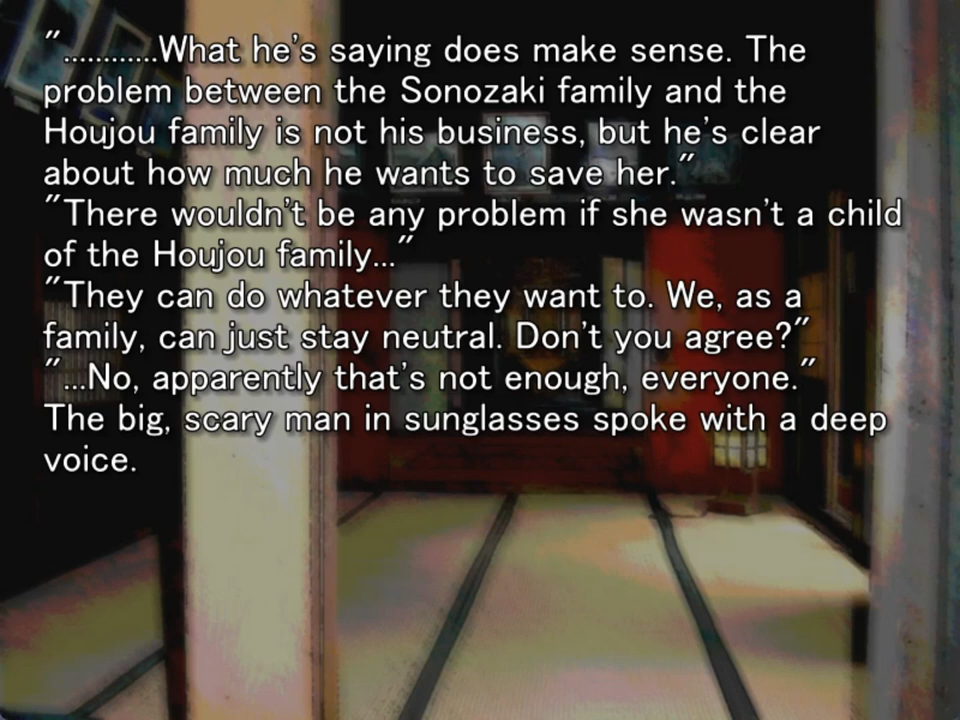 "............What he's saying does make sense. The
problem between the Sonozaki family and the
Houjou family is not his business, but he's clear
about how much he wants to save her."
"There wouldn't be any problem if she wasn't a child
of the Houjou family..."
"They can do whatever they want to. We, as a
family, can just stay neutral. Don't you agree?"
"...No, apparently that's not enough, everyone."
The big, scary man in sunglasses spoke with a deep
voice.